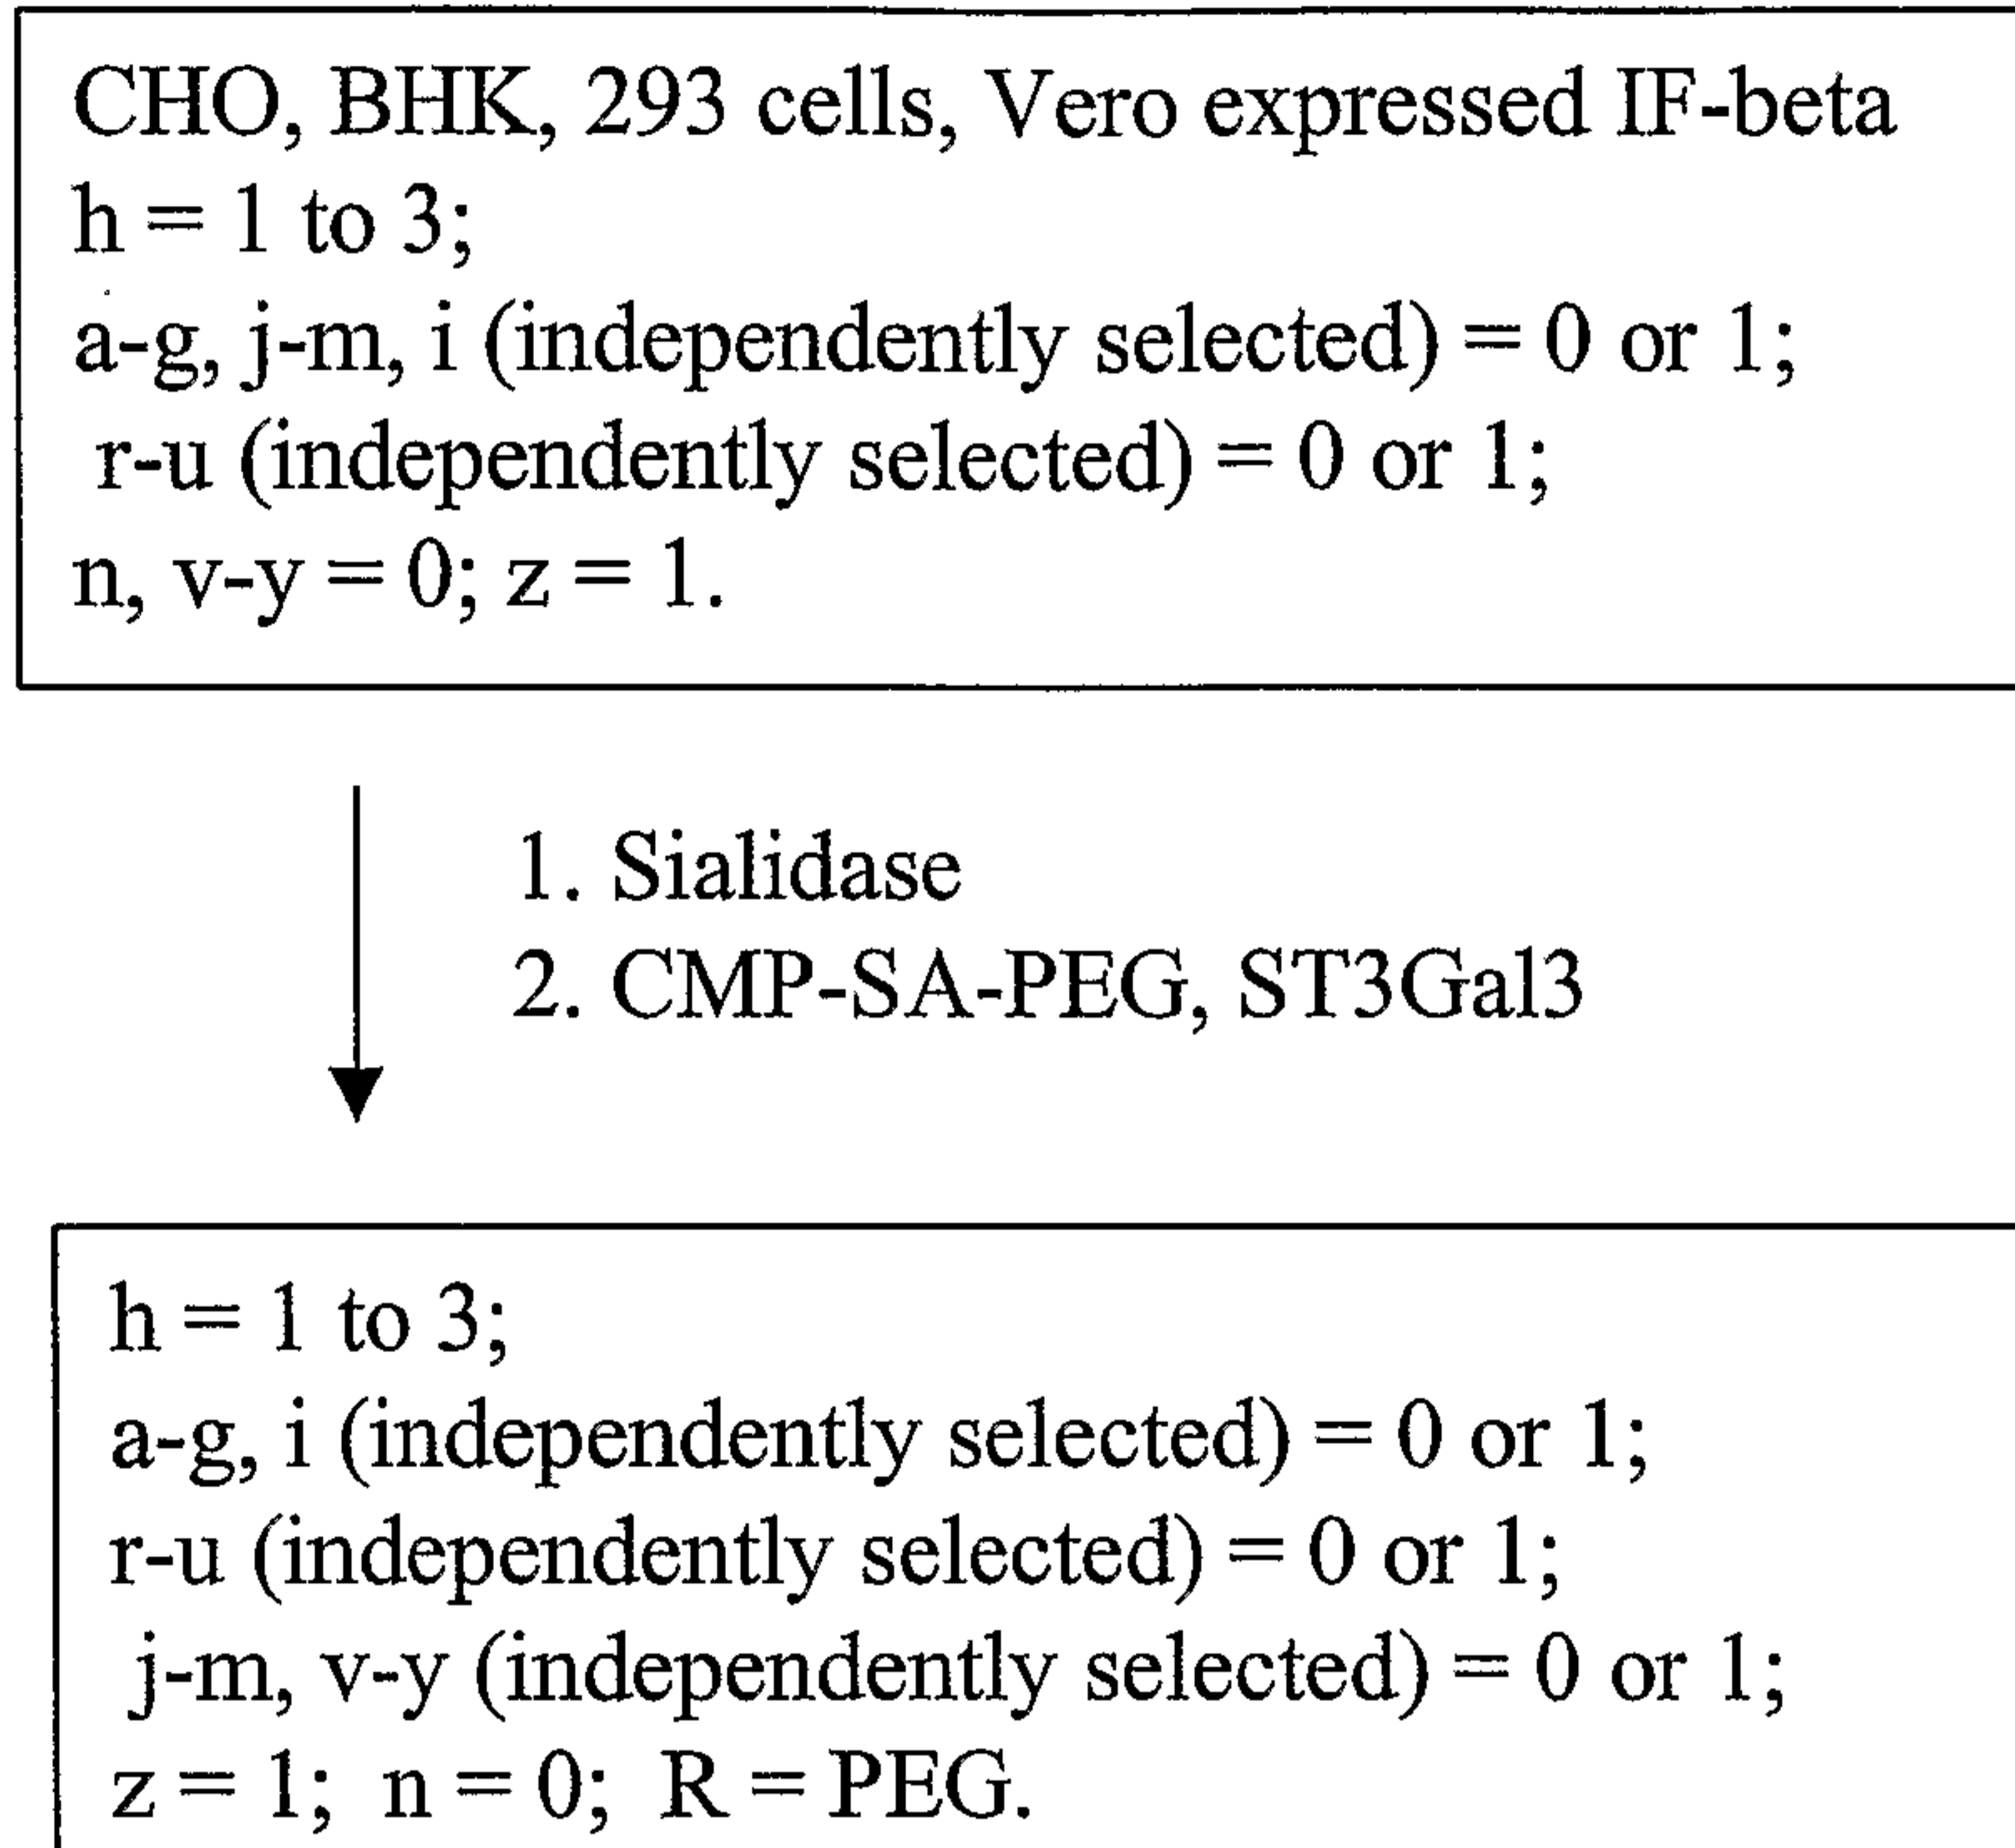 CHO, BHK, 293 cells, Vero expressed IF-beta
h = 1 to 3;
a-g, j-m, i (independently selected) = 0 or 1;
r-u (independently selected) = 0 or 1;
n, v-y = 0; z = 1.
1. Sialidase
2. CMP-SA-PEG, ST3Gal3
h = 1 to 3;
a-g, i (independently selected) = 0 or 1;
r-u (independently selected) = 0 or 1;
j-m, v-y (independently selected) = 0 or 1;
z = 1; n = 0; R = PEG.